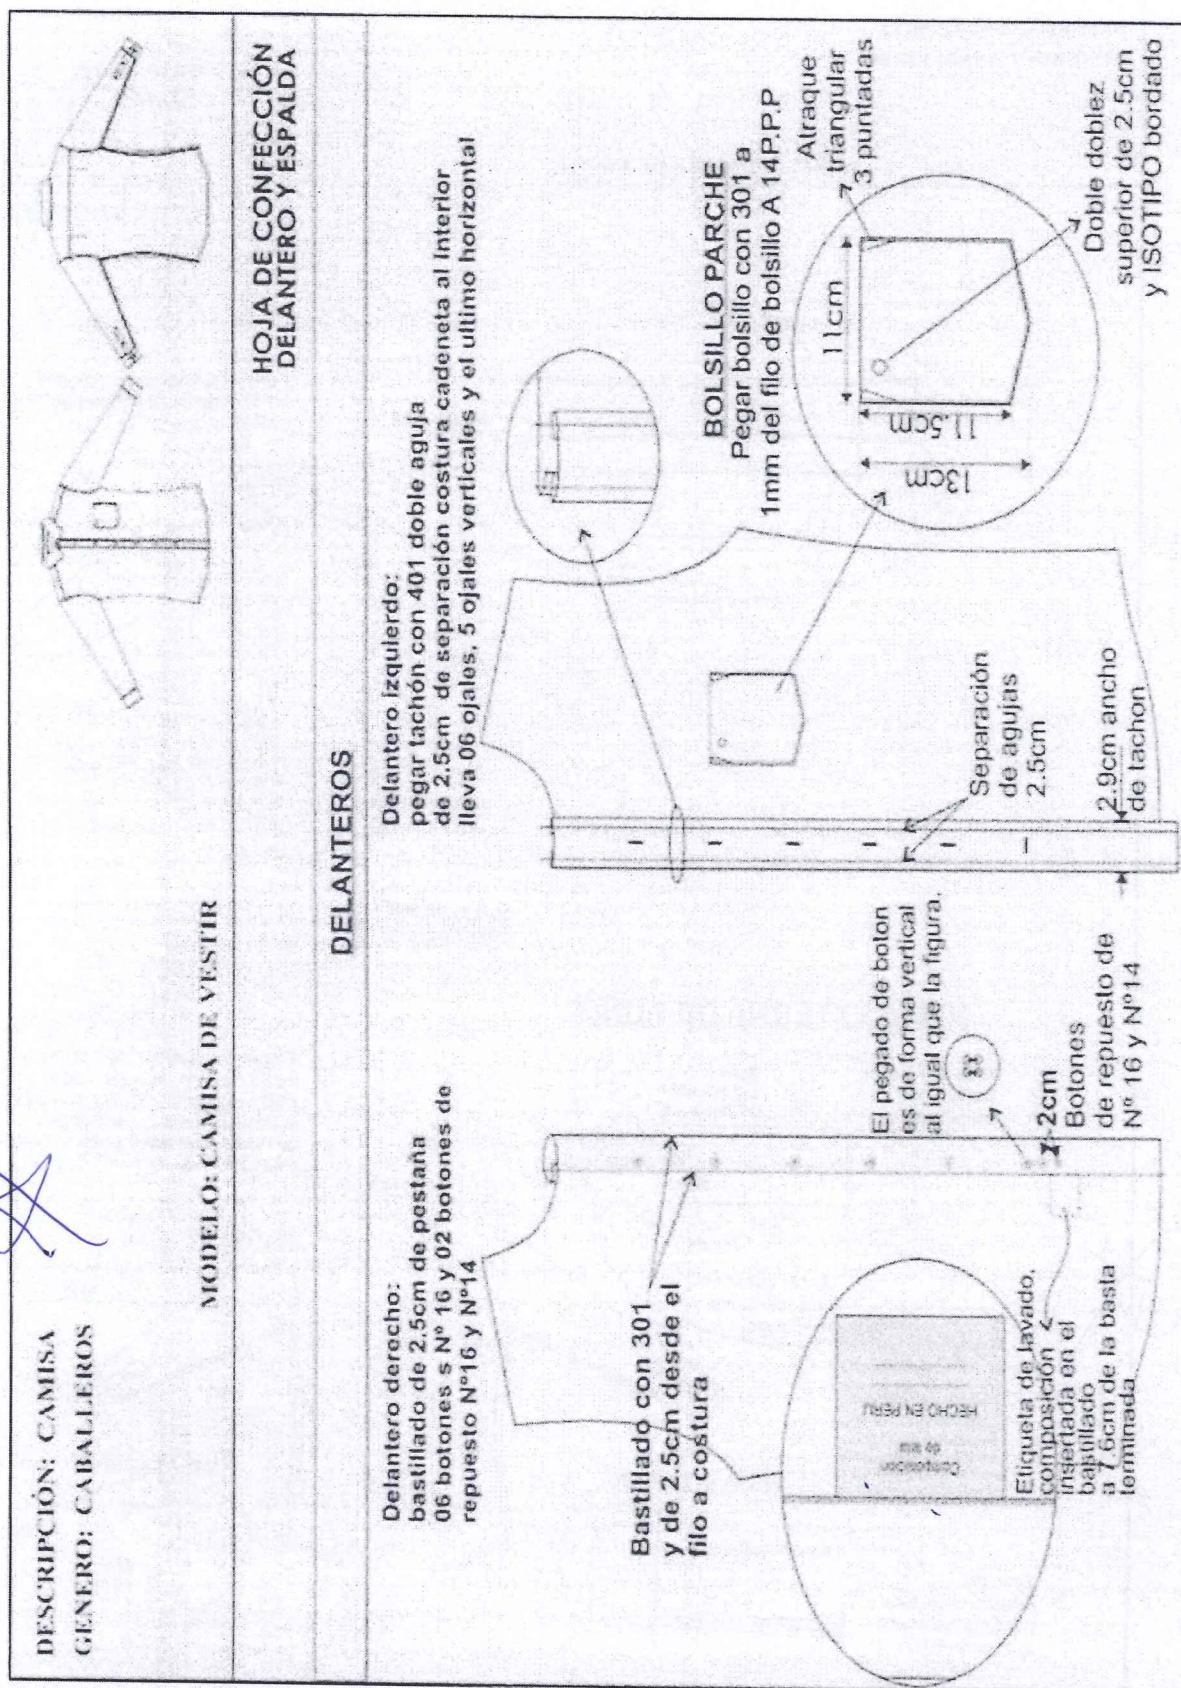 DESCRIPCIÓN: CAMISA
GENERO: CABALLEROS
MODELO: CAMISA DE VESTIR
HOJA DE CONFECCIÓN
DELANTERO Y ESPALDA
DELANTEROS
Delantero derecho:
bastillado de 2.5cm de pestaña
06 botones s Nº 16 y 02 botones de
repuesto Nº16 y Nº14
Delantero izquierdo:
pegar tachón con 401 doble aguja
de 2.5cm de separación costura cadeneta al interior
lleva 06 ojales, 5 ojales verticales y el ultimo horizontal
Bastillado con 301
y de 2.5cm desde el
filo a costura
BOLSILLO PARCHE
Pegar bolsillo con 301 a
1mm del filo de bolsillo A 14P.P.P
Atraque
triangular
3 puntadas
11cm
11.5cm
13cm
Doble doblez
superior de 2.5cm
y ISOTIPO bordado
El pegado de boton
es de forma vertical
al igual que la figura.
2cm
Botones
de repuesto de
Nº 16 y Nº14
Separación
de agujas
2.5cm
2.9cm ancho
de tachon
Composicion
de tela
HECHO EN PERU
Etiqueta de lavado,
composición
insertada en el
bastillado
a 7.6cm de la basta
terminada